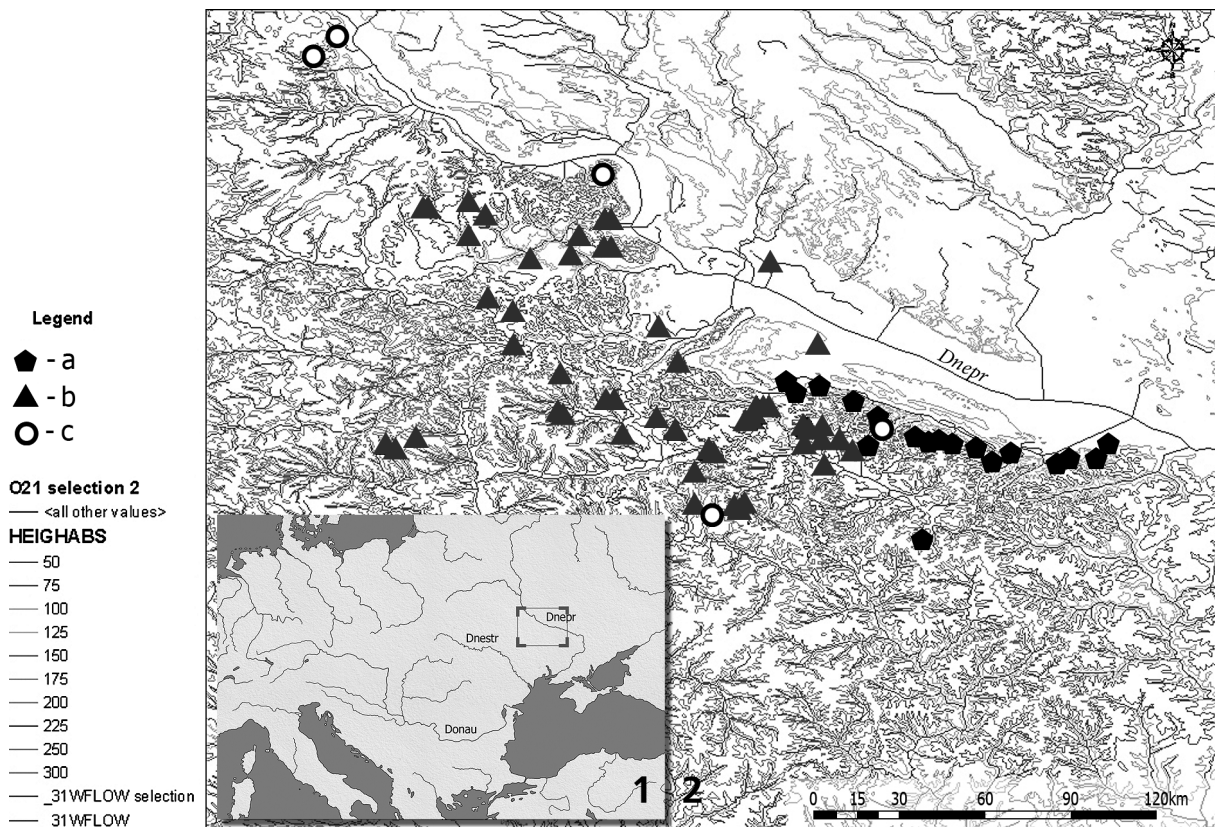 Legend
- a
- b
- c
O21 selection 2
<all other values>
HEIGHABS
50
75
100
125
150
175
200
225
250
300
_31WFLOW selection
_31WFLOW
Dnepr
Dnepr
Dnestr
Donau
1 2
0 15 30 60 90 120km